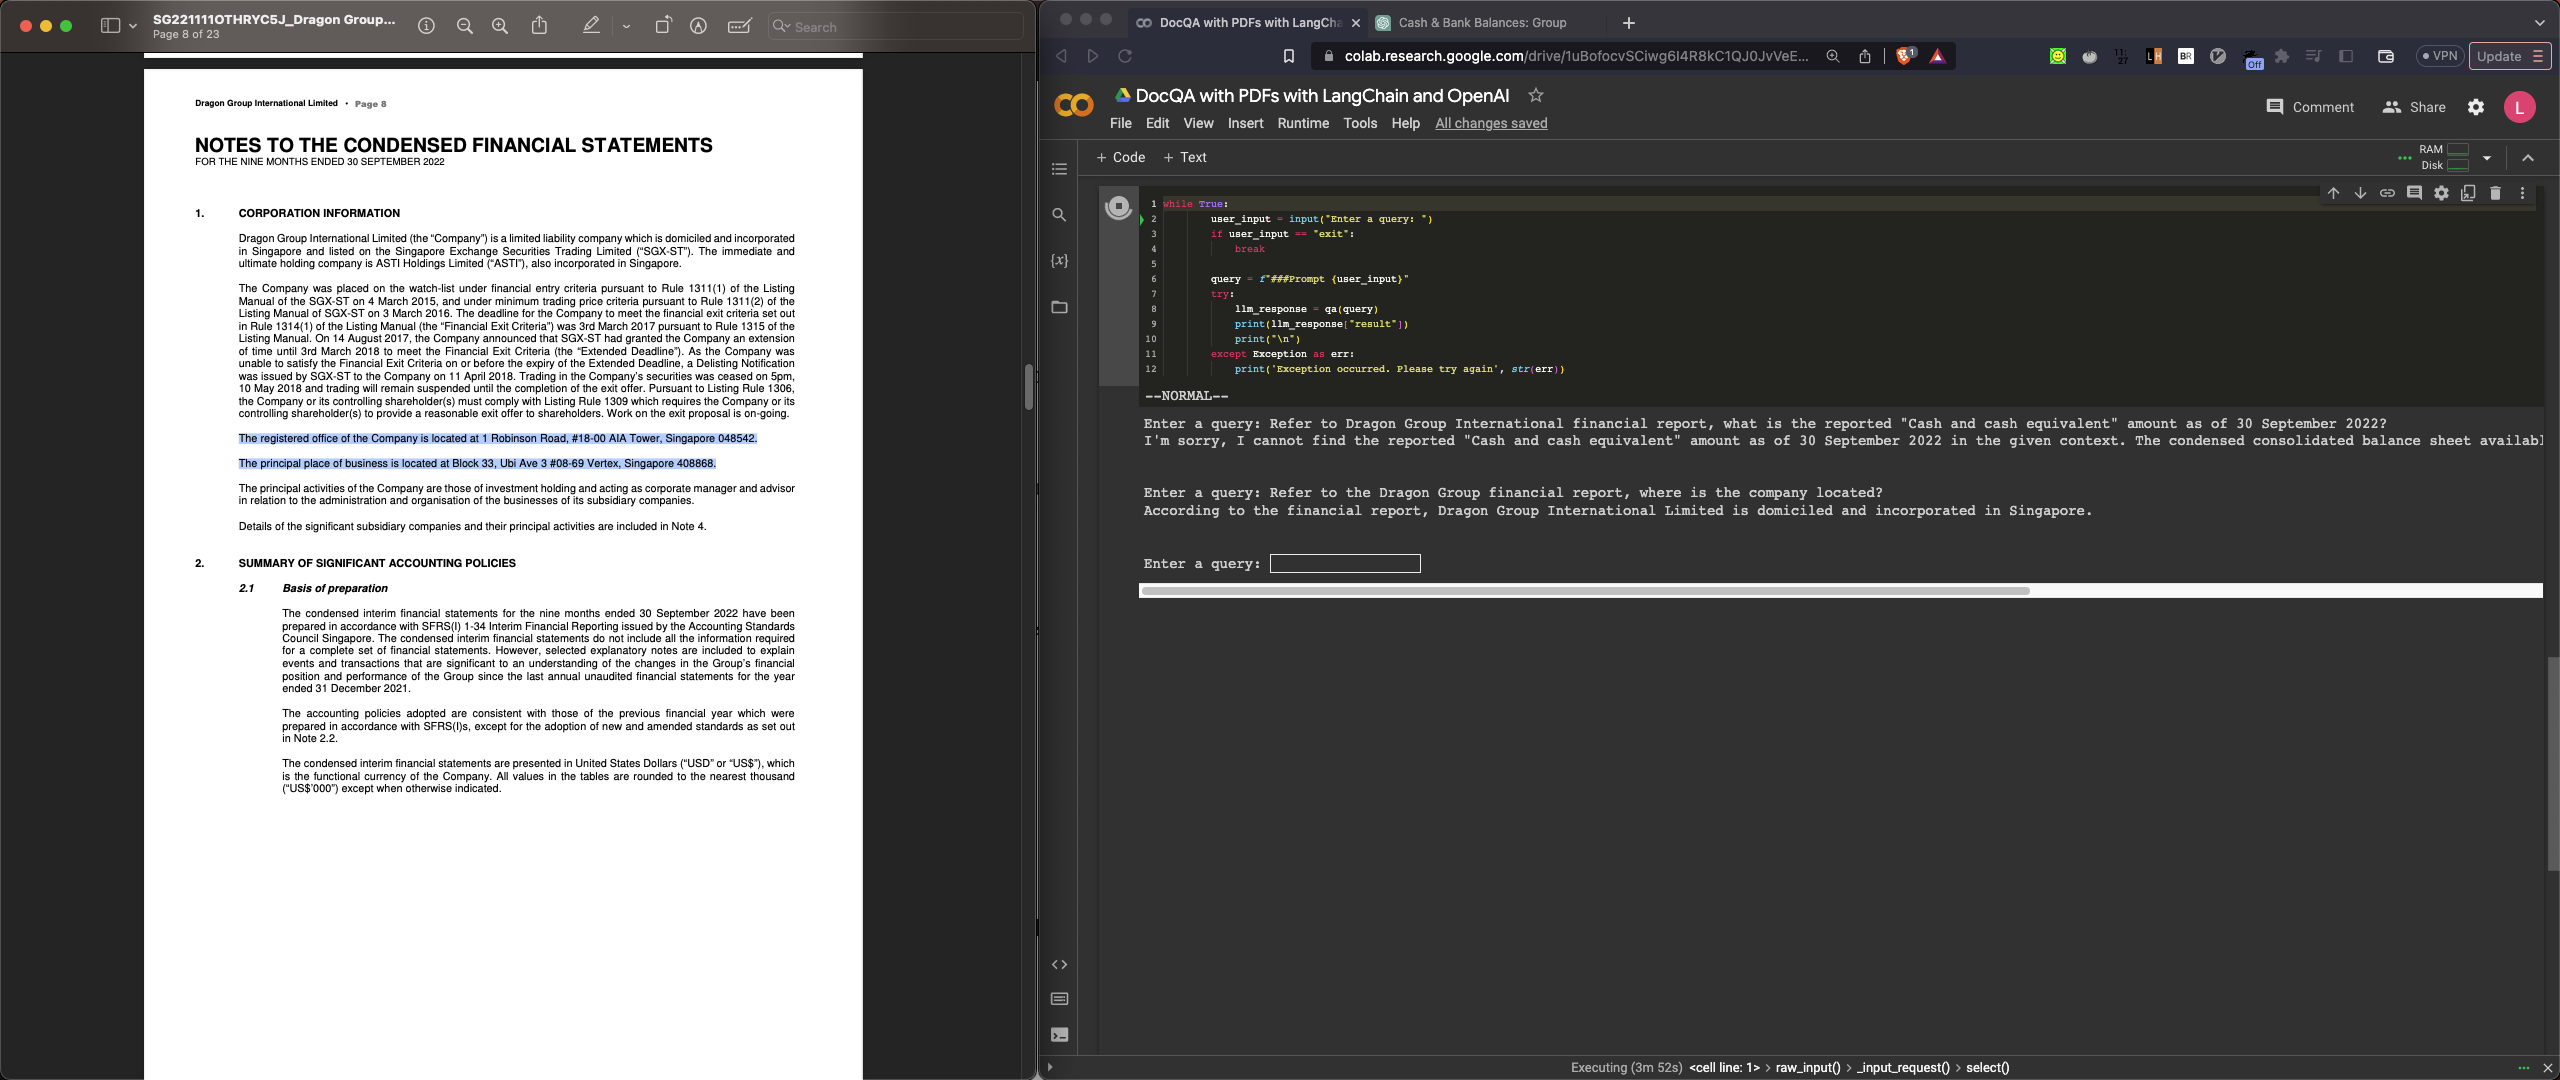 SG221111OTHRYC5J_Dragon Group...
Page 8 of 23
Search
Dragon Group International Limited • Page 8
NOTES TO THE CONDENSED FINANCIAL STATEMENTS
FOR THE NINE MONTHS ENDED 30 SEPTEMBER 2022
1. CORPORATION INFORMATION
Dragon Group International Limited (the “Company”) is a limited liability company which is domiciled and incorporated
in Singapore and listed on the Singapore Exchange Securities Trading Limited (“SGX-ST”). The immediate and
ultimate holding company is ASTI Holdings Limited (“ASTI”), also incorporated in Singapore.
The Company was placed on the watch-list under financial entry criteria pursuant to Rule 1311(1) of the Listing
Manual of the SGX-ST on 4 March 2015, and under minimum trading price criteria pursuant to Rule 1311(2) of the
Listing Manual of SGX-ST on 3 March 2016. The deadline for the Company to meet the financial exit criteria set out
in Rule 1314(1) of the Listing Manual (the “Financial Exit Criteria”) was 3rd March 2017 pursuant to Rule 1315 of the
Listing Manual. On 14 August 2017, the Company announced that SGX-ST had granted the Company an extension
of time until 3rd March 2018 to meet the Financial Exit Criteria (the “Extended Deadline”). As the Company was
unable to satisfy the Financial Exit Criteria on or before the expiry of the Extended Deadline, a Delisting Notification
was issued by SGX-ST to the Company on 11 April 2018. Trading in the Company’s securities was ceased on 5pm,
10 May 2018 and trading will remain suspended until the completion of the exit offer. Pursuant to Listing Rule 1306,
the Company or its controlling shareholder(s) must comply with Listing Rule 1309 which requires the Company or its
controlling shareholder(s) to provide a reasonable exit offer to shareholders. Work on the exit proposal is on-going.
The registered office of the Company is located at 1 Robinson Road, #18-00 AIA Tower, Singapore 048542.
The principal place of business is located at Block 33, Ubi Ave 3 #08-69 Vertex, Singapore 408868.
The principal activities of the Company are those of investment holding and acting as corporate manager and advisor
in relation to the administration and organisation of the businesses of its subsidiary companies.
Details of the significant subsidiary companies and their principal activities are included in Note 4.
2. SUMMARY OF SIGNIFICANT ACCOUNTING POLICIES
2.1 Basis of preparation
The condensed interim financial statements for the nine months ended 30 September 2022 have been
prepared in accordance with SFRS(I) 1-34 Interim Financial Reporting issued by the Accounting Standards
Council Singapore. The condensed interim financial statements do not include all the information required
for a complete set of financial statements. However, selected explanatory notes are included to explain
events and transactions that are significant to an understanding of the changes in the Group’s financial
position and performance of the Group since the last annual unaudited financial statements for the year
ended 31 December 2021.
The accounting policies adopted are consistent with those of the previous financial year which were
prepared in accordance with SFRS(I)s, except for the adoption of new and amended standards as set out
in Note 2.2.
The condensed interim financial statements are presented in United States Dollars (“USD” or “US$”), which
is the functional currency of the Company. All values in the tables are rounded to the nearest thousand
(“US$’000”) except when otherwise indicated.
DocQA with PDFs with LangCha
Cash & Bank Balances: Group
colab.research.google.com/drive/1uBofocvSCiwg6I4R8kC1QJ0JvVeE...
1
11:
27
LH
BR
Off
VPN
Update
DocQA with PDFs with LangChain and OpenAI
Comment
Share
L
File Edit View Insert Runtime Tools Help All changes saved
+ Code + Text
RAM
Disk
1 while True:
2 user_input = input("Enter a query: ")
3 if user_input == "exit":
4 break
5
6 query = f"###Prompt {user_input}"
7 try:
8 llm_response = qa(query)
9 print(llm_response["result"])
10 print("\n")
11 except Exception as err:
12 print('Exception occurred. Please try again', str(err))
--NORMAL--
Enter a query: Refer to Dragon Group International financial report, what is the reported "Cash and cash equivalent" amount as of 30 September 2022?
I'm sorry, I cannot find the reported "Cash and cash equivalent" amount as of 30 September 2022 in the given context. The condensed consolidated balance sheet availabl
Enter a query: Refer to the Dragon Group financial report, where is the company located?
According to the financial report, Dragon Group International Limited is domiciled and incorporated in Singapore.
Enter a query:
Executing (3m 52s) <cell line: 1> > raw_input() > _input_request() > select()